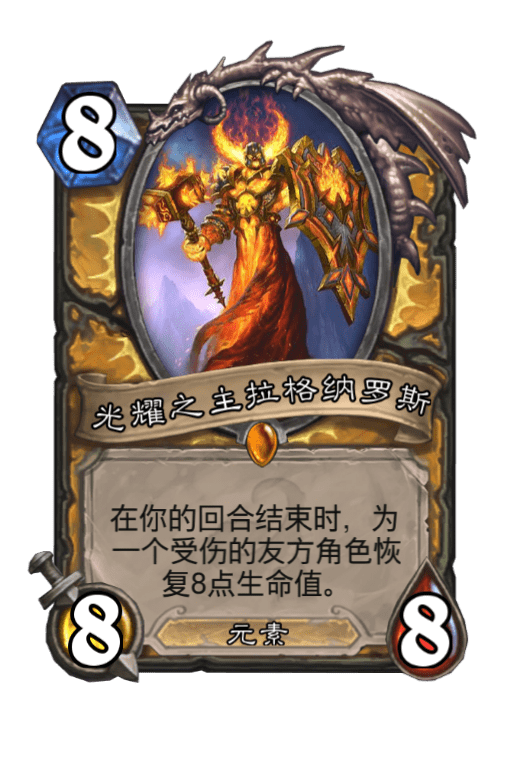 8
光耀之主拉格纳罗斯
在你的回合结束时，为
一个受伤的友方角色恢
复8点生命值。
8
元素
8